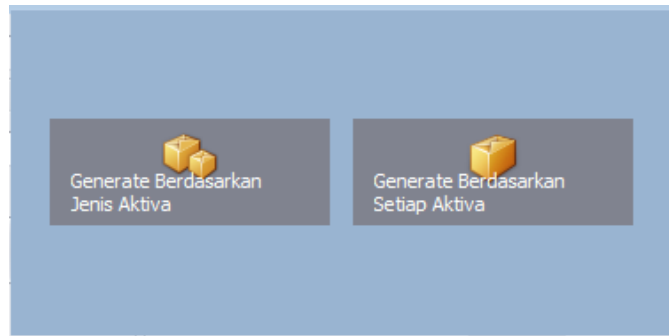 Generate Berdasarkan
Jenis Aktiva
Generate Berdasarkan
Setiap Aktiva